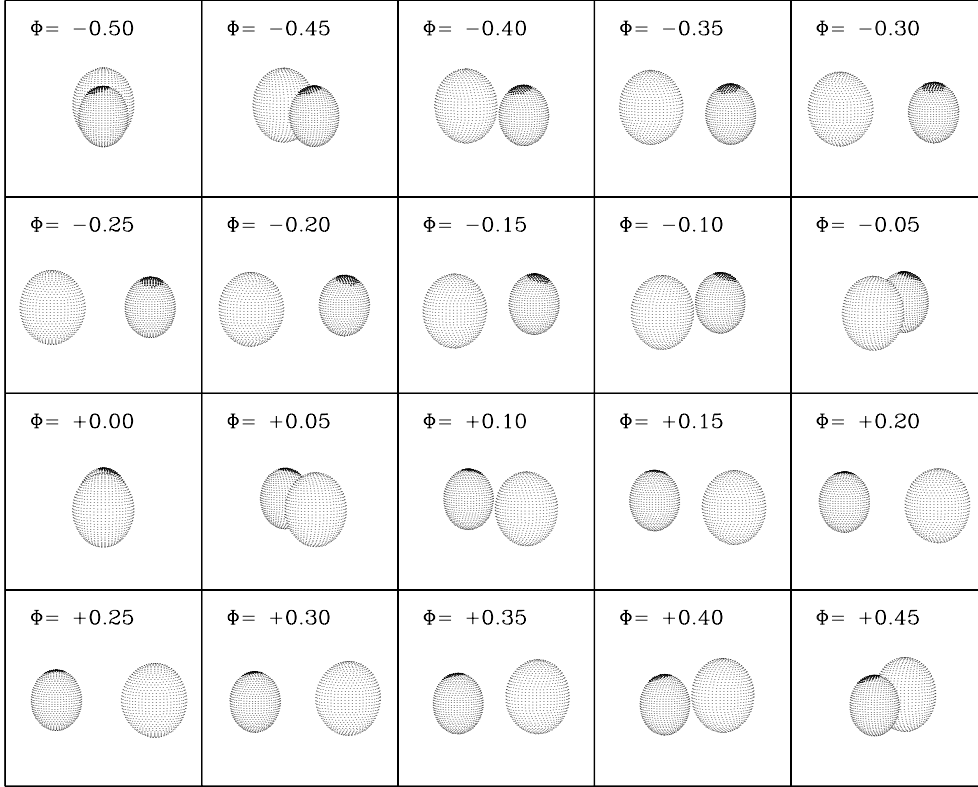 Φ= −0.50
Φ= −0.45
Φ= −0.40
Φ= −0.35
Φ= −0.30
Φ= −0.25
Φ= −0.20
Φ= −0.15
Φ= −0.10
Φ= −0.05
Φ= +0.00
Φ= +0.05
Φ= +0.10
Φ= +0.15
Φ= +0.20
Φ= +0.25
Φ= +0.30
Φ= +0.35
Φ= +0.40
Φ= +0.45